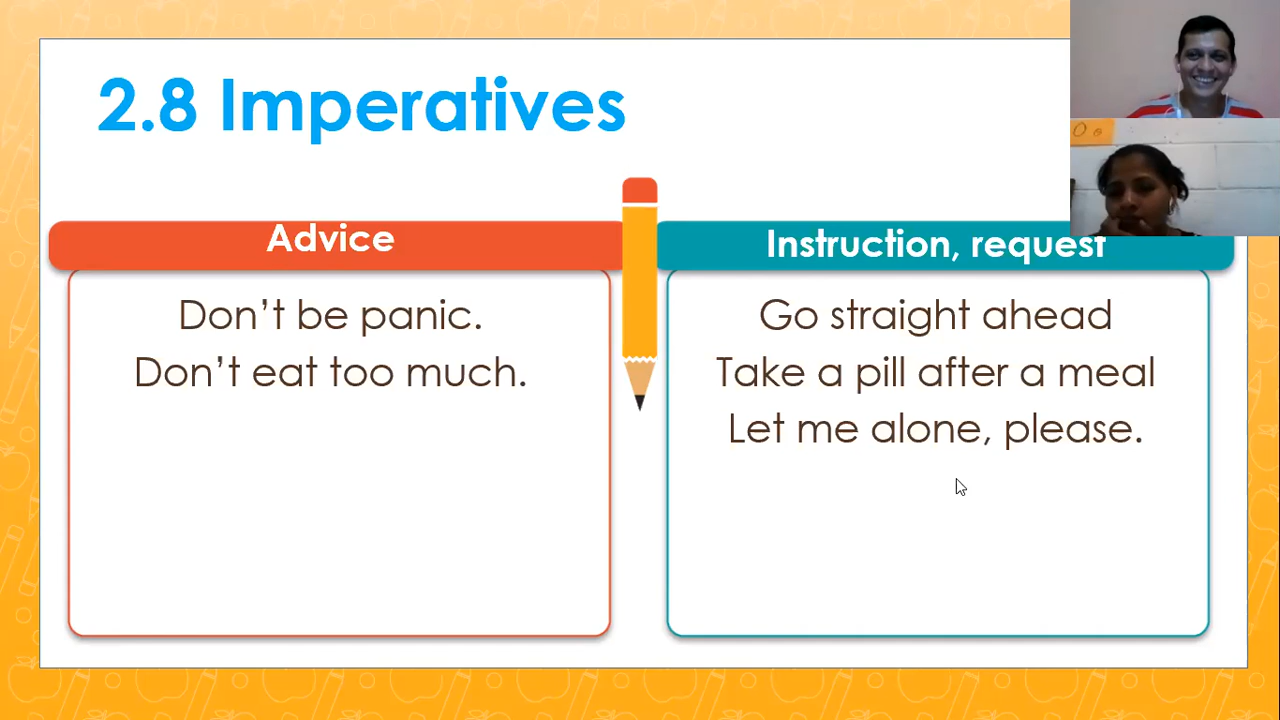 2.8 Imperatives
Advice
Don't be panic.
Don't eat too much.
Instruction, request
Go straight ahead
Take a pill after a meal
Let me alone, please.